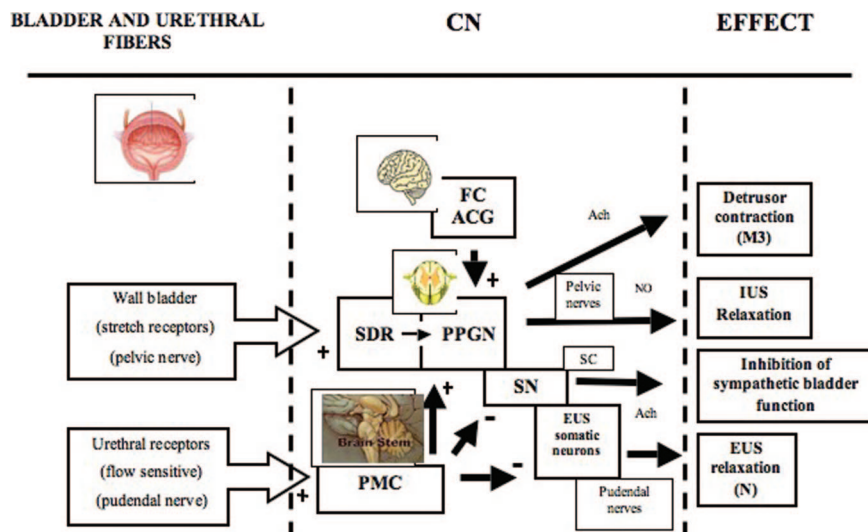 BLADDER AND URETHRAL
FIBERS
CN
EFFECT
FC
ACG
+
Ach
Detrusor
contraction
(M3)
Wall bladder
(stretch receptors)
(pelvic nerve)
+
SDR
PPGN
Pelvic
nerves
NO
IUS
Relaxation
SN
SC
Inhibition of
sympathetic bladder
function
Urethral receptors
(flow sensitive)
(pudendal nerve)
+
Brain Stem
PMC
+
-
-
EUS
somatic
neurons
Ach
Pudendal
nerves
EUS
relaxation
(N)